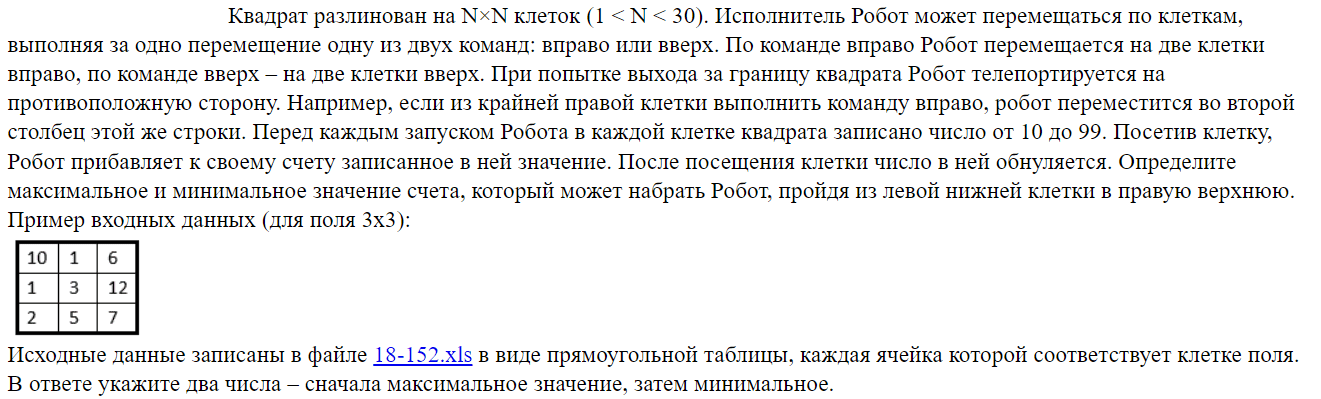 Квадрат разлинован на N×N клеток (1 < N < 30). Исполнитель Робот может перемещаться по клеткам,
выполняя за одно перемещение одну из двух команд: вправо или вверх. По команде вправо Робот перемещается на две клетки
вправо, по команде вверх – на две клетки вверх. При попытке выхода за границу квадрата Робот телепортируется на
противоположную сторону. Например, если из крайней правой клетки выполнить команду вправо, робот переместится во второй
столбец этой же строки. Перед каждым запуском Робота в каждой клетке квадрата записано число от 10 до 99. Посетив клетку,
Робот прибавляет к своему счету записанное в ней значение. После посещения клетки число в ней обнуляется. Определите
максимальное и минимальное значение счета, который может набрать Робот, пройдя из левой нижней клетки в правую верхнюю.
Пример входных данных (для поля 3х3):
10 1 6
1 3 12
2 5 7
Исходные данные записаны в файле 18-152.xls в виде прямоугольной таблицы, каждая ячейка которой соответствует клетке поля.
В ответе укажите два числа – сначала максимальное значение, затем минимальное.